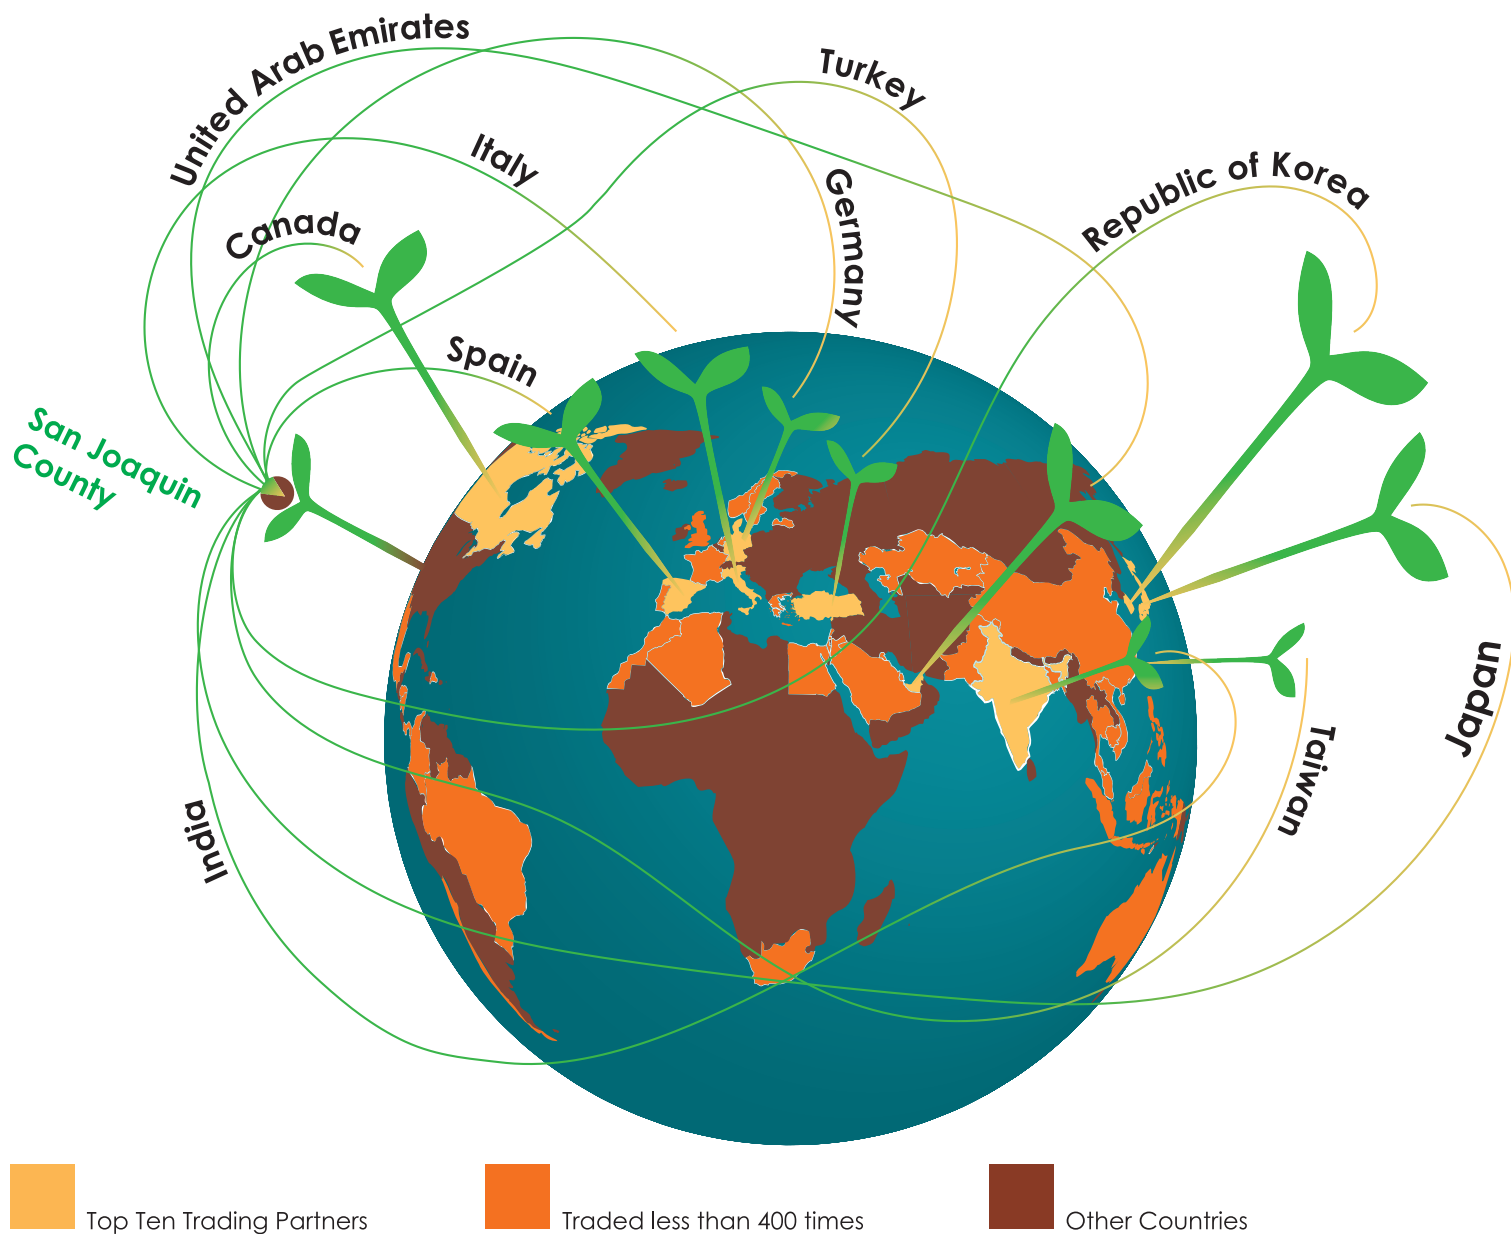 United Arab Emirates
Turkey
Italy
Germany
Republic of Korea
Canada
Spain
San Joaquin
County
Japan
Taiwan
India
Top Ten Trading Partners
Traded less than 400 times
Other Countries